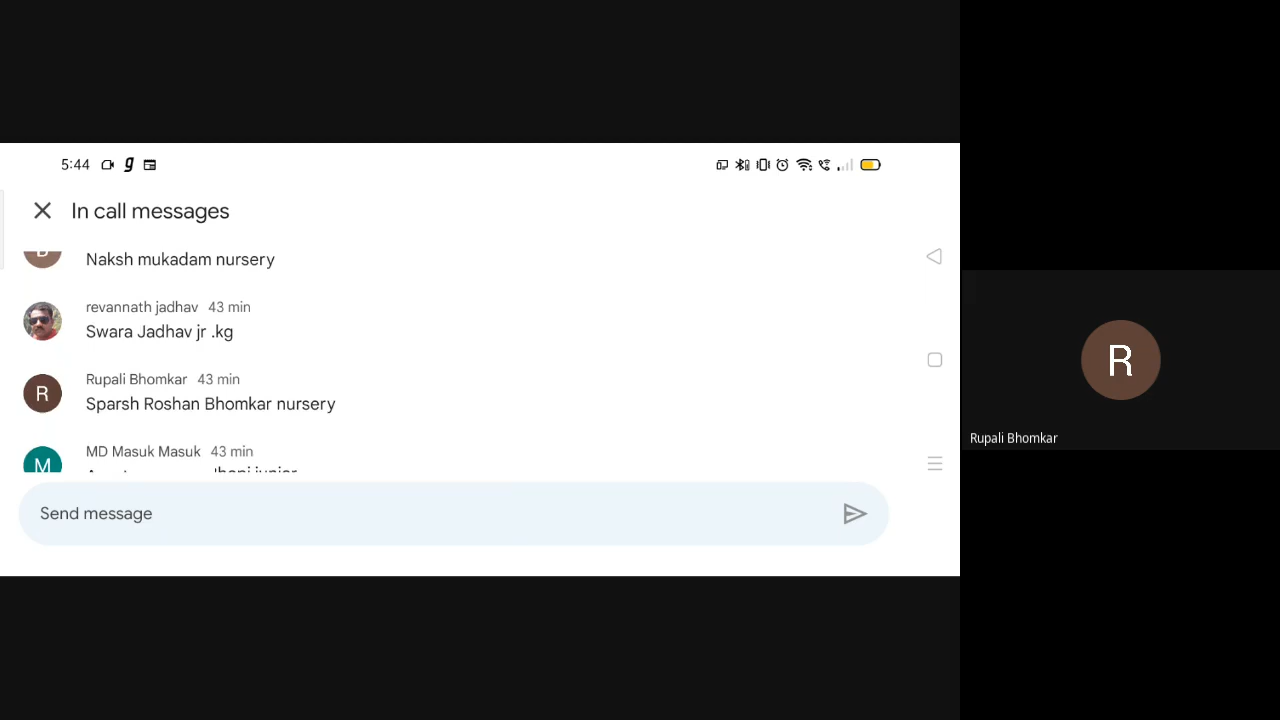 5:44
In call messages
Naksh mukadam nursery
revannath jadhav 43 min
Swara Jadhav jr .kg
R
Rupali Bhomkar 43 min
Sparsh Roshan Bhomkar nursery
M
MD Masuk Masuk 43 min
junior
Send message
R
Rupali Bhomkar